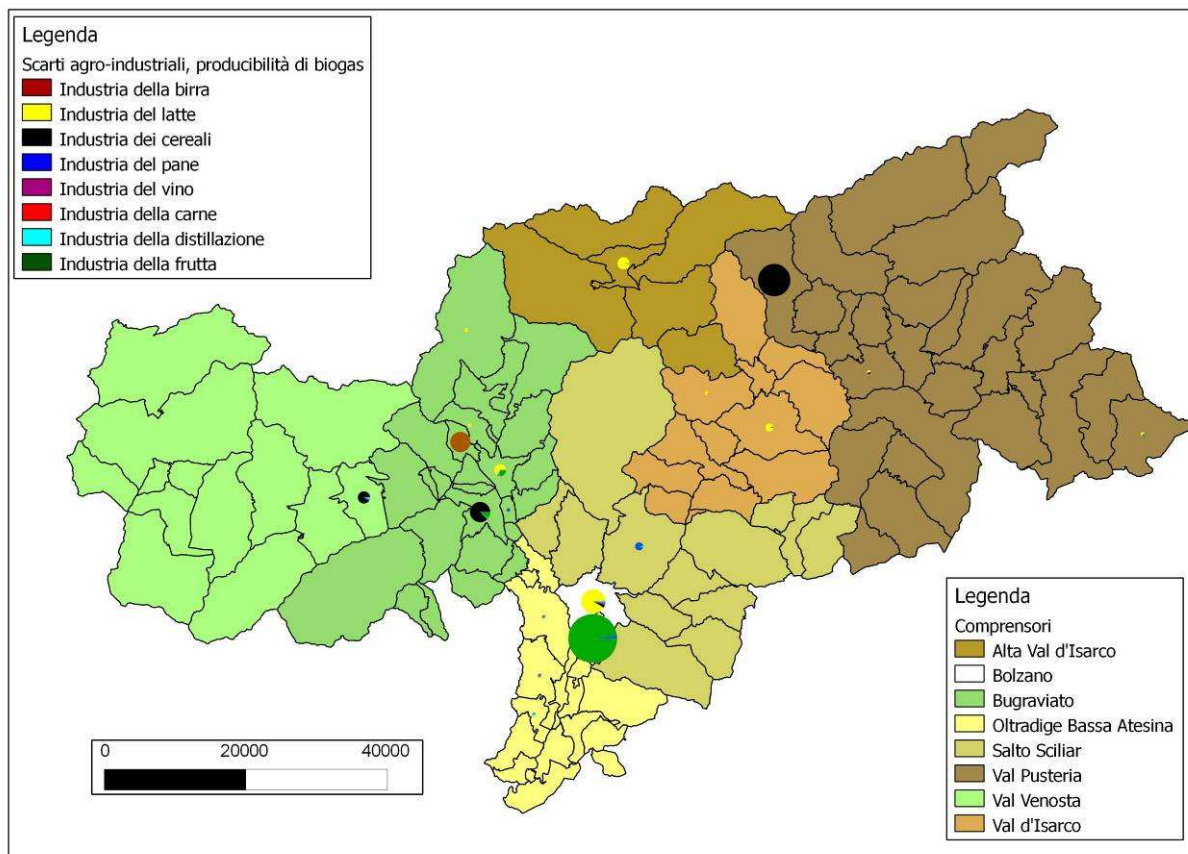 Legenda
Scarti agro-industriali, producibilità di biogas
Industria della birra
Industria del latte
Industria dei cereali
Industria del pane
Industria del vino
Industria della carne
Industria della distillazione
Industria della frutta
Legenda
Comprensori
Alta Val d'Isarco
Bolzano
Bugraviato
Oltradige Bassa Atesina
Salto Sciliar
Val Pusteria
Val Venosta
Val d'Isarco
0 20000 40000